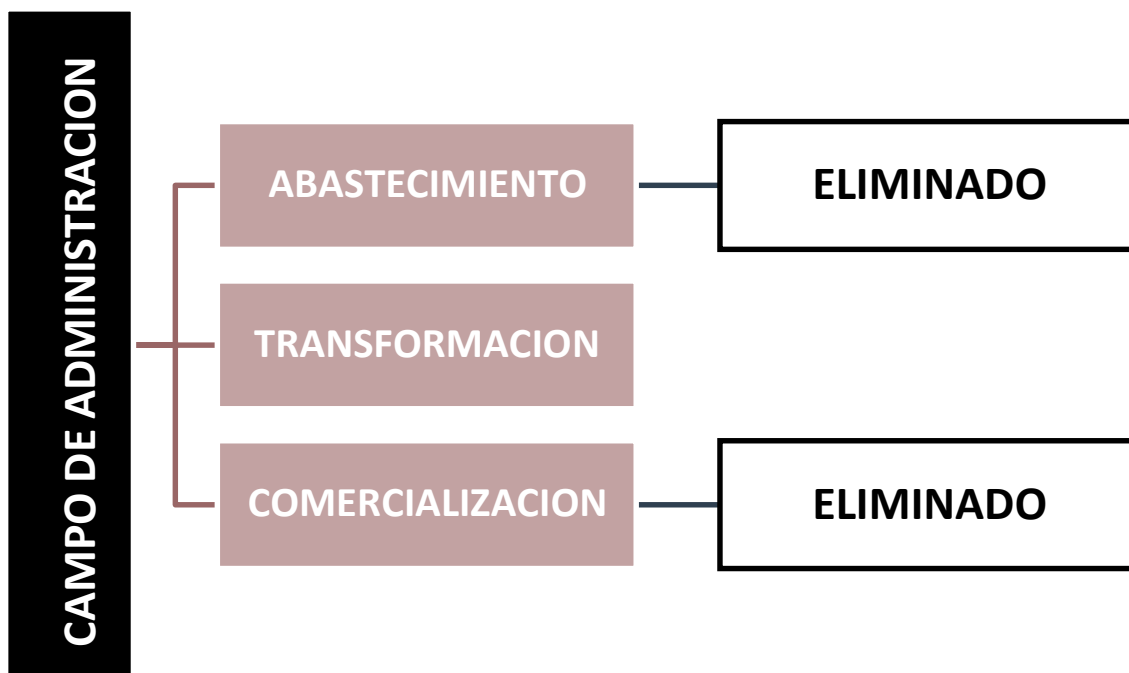 CAMPO DE ADMINISTRACION
ABASTECIMIENTO
ELIMINADO
TRANSFORMACION
COMERCIALIZACION
ELIMINADO